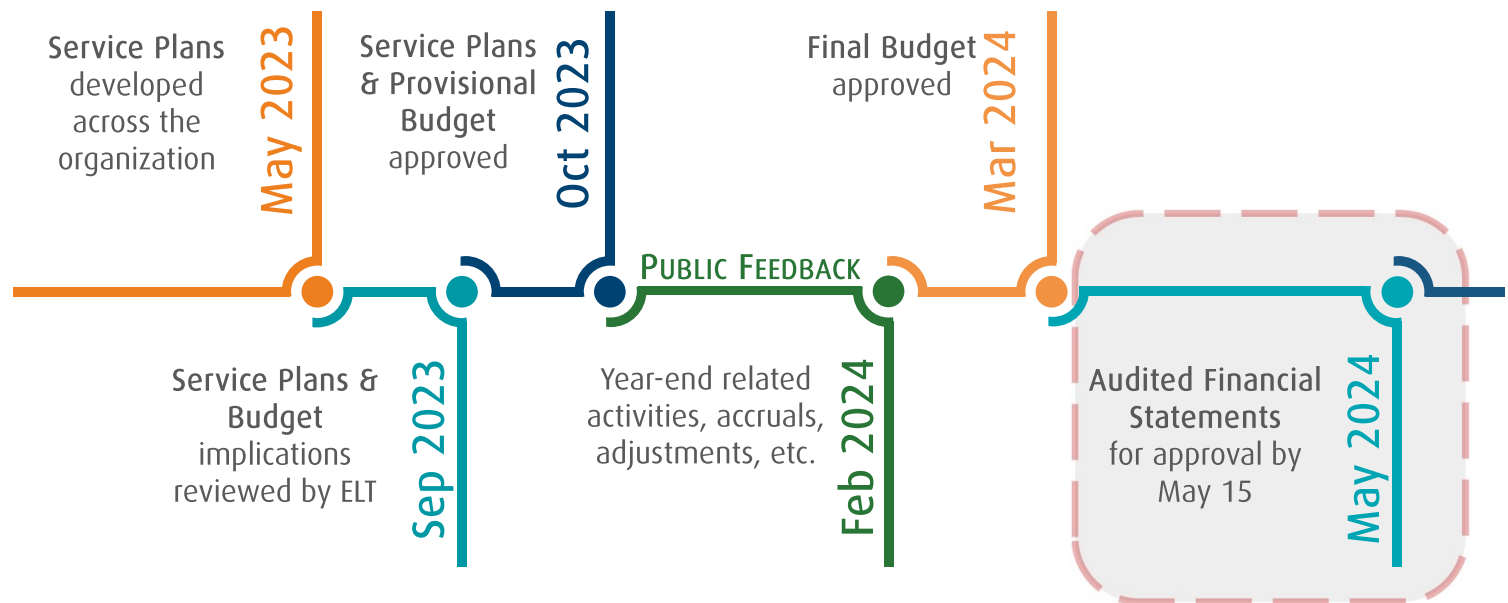 Service Plans
developed
across the
organization
May 2023
Service Plans
& Provisional
Budget
approved
Oct 2023
Final Budget
approved
Mar 2024
PUBLIC FEEDBACK
Service Plans &
Budget
implications
reviewed by ELT
Sep 2023
Year-end related
activities, accruals,
adjustments, etc.
Feb 2024
Audited Financial
Statements
for approval by
May 15
May 2024